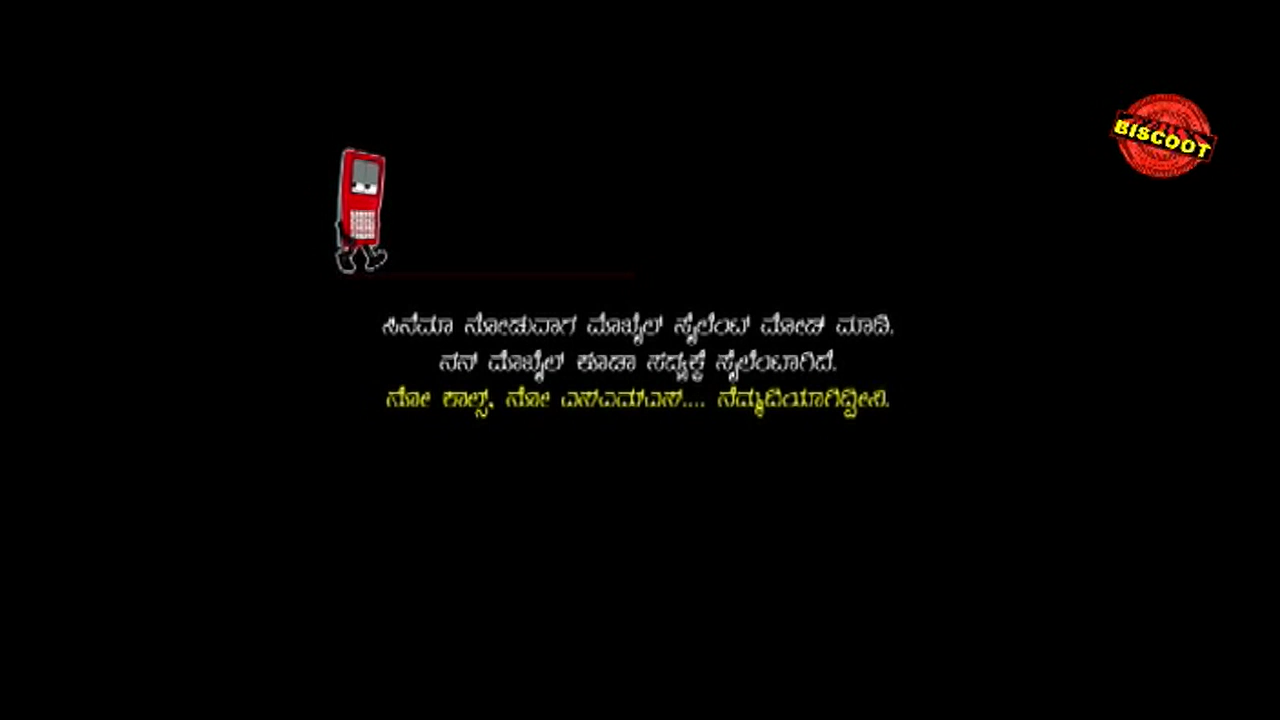 BISCOOT
ಸಿನೆಮಾ ನೋಡುವಾಗ ಮೊಬೈಲ್ ಸೈಲೆಂಟ್ ಮೋಡ್ ಮಾಡಿ.
ನನ್ ಮೊಬೈಲ್ ಕೂಡಾ ಸದ್ಯಕ್ಕೆ ಸೈಲೆಂಟಾಗಿದೆ.
ನೋ ಕಾಲ್ಸ್, ನೋ ಎಸ್ಎಮ್ಎಸ್.... ನೆಮ್ಮದಿಯಾಗಿದ್ದೀನಿ.